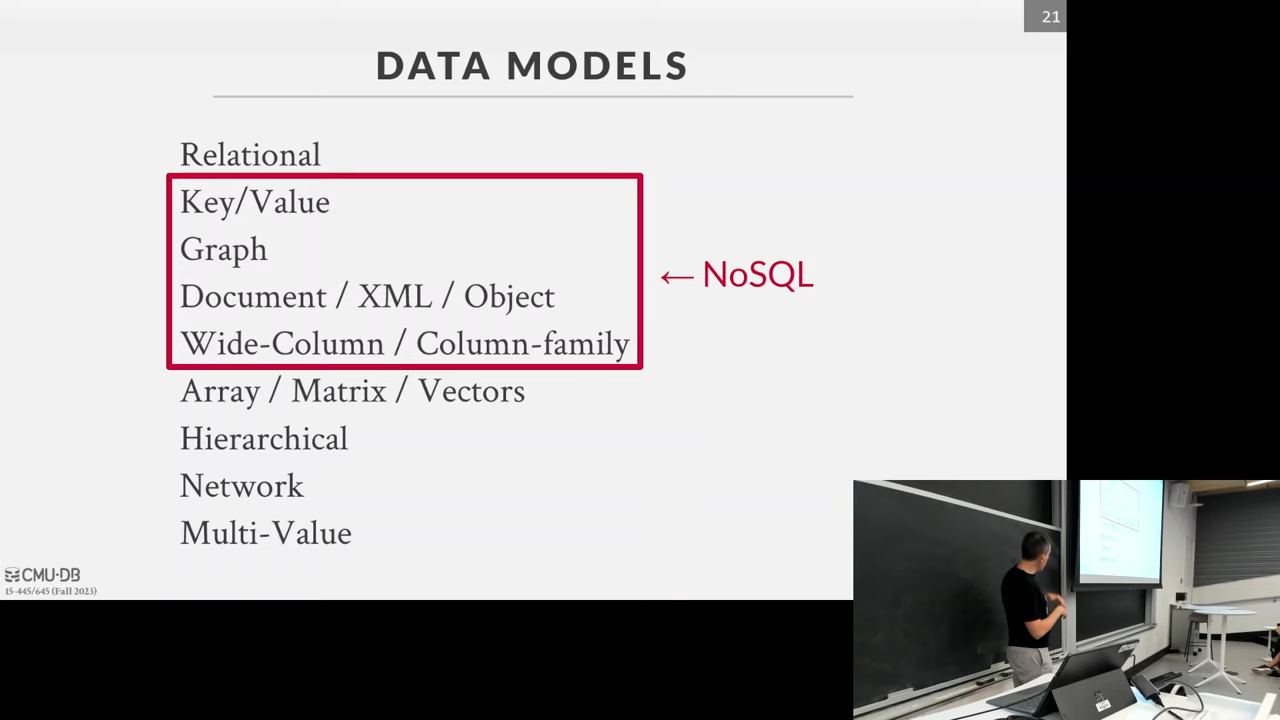 21
DATA MODELS
Relational
Key/Value
Graph
Document / XML / Object
Wide-Column / Column-family
← NoSQL
Array / Matrix / Vectors
Hierarchical
Network
Multi-Value
CMU·DB
15-445/645 (Fall 2023)